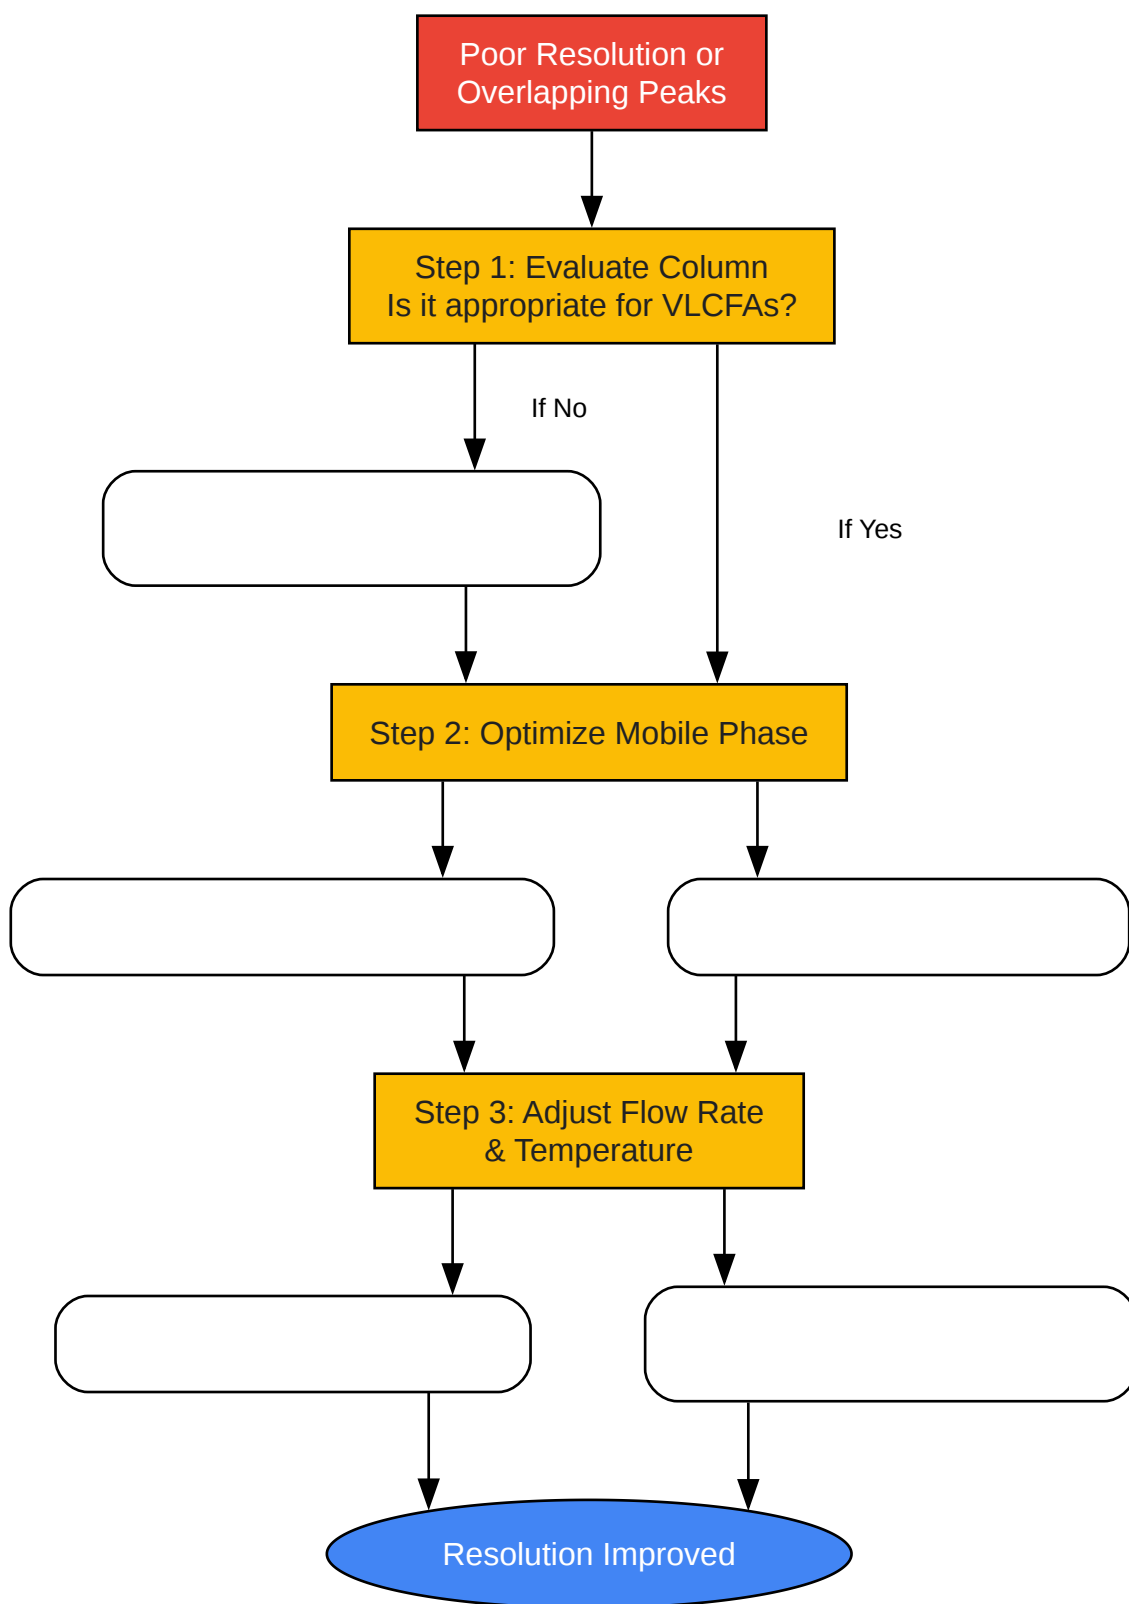 Poor Resolution or
Overlapping Peaks
Step 1: Evaluate Column
Is it appropriate for VLCFAs?
If No
If Yes
Step 2: Optimize Mobile Phase
Step 3: Adjust Flow Rate
& Temperature
Resolution Improved